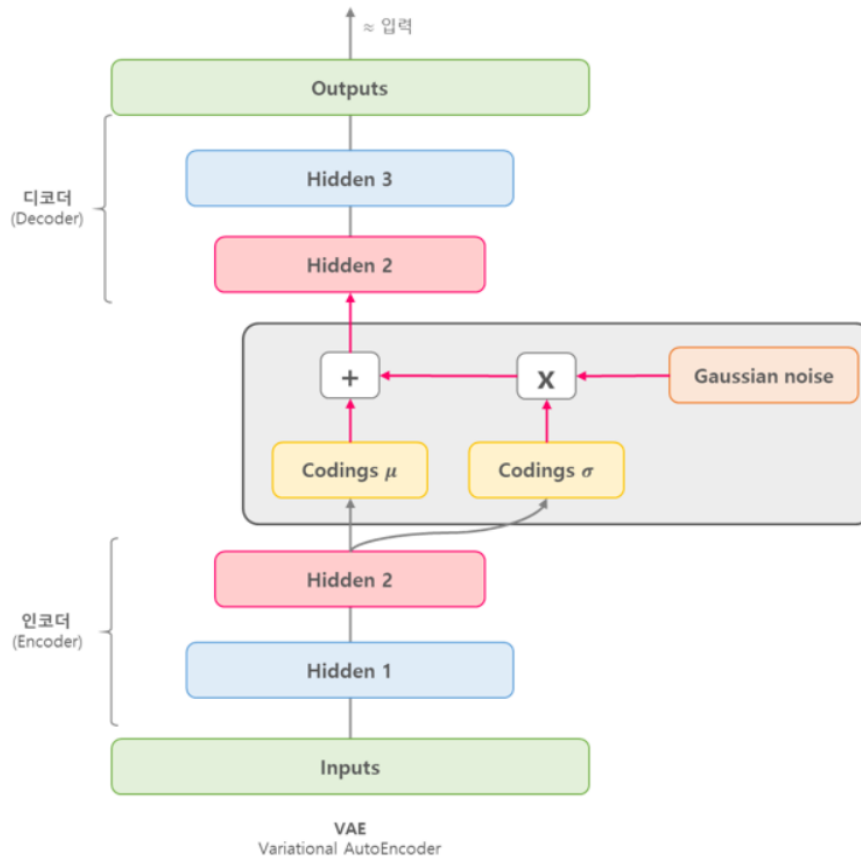 ≈ 입력
Outputs
Hidden 3
디코더
(Decoder)
Hidden 2
+
x
Gaussian noise
Codings μ
Codings σ
Hidden 2
인코더
(Encoder)
Hidden 1
Inputs
VAE
Variational AutoEncoder